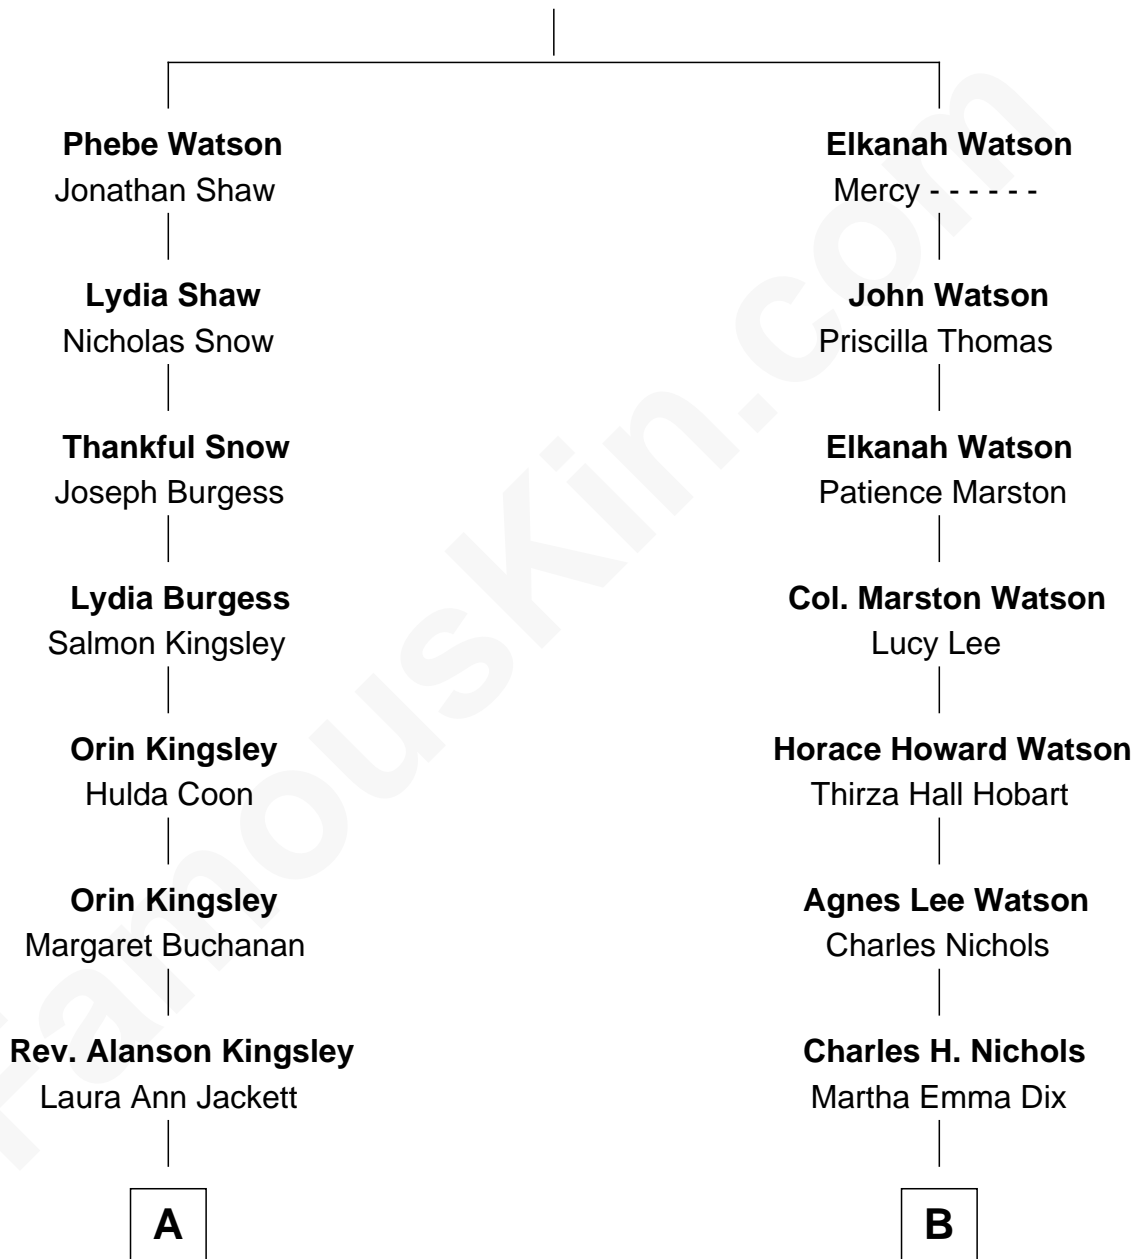 Phebe Watson
Jonathan Shaw
Lydia Shaw
Nicholas Snow
Thankful Snow
Joseph Burgess
Lydia Burgess
Salmon Kingsley
Orin Kingsley
Hulda Coon
Orin Kingsley
Margaret Buchanan
Rev. Alanson Kingsley
Laura Ann Jackett
A
Elkanah Watson
Mercy - - - - - -
John Watson
Priscilla Thomas
Elkanah Watson
Patience Marston
Col. Marston Watson
Lucy Lee
Horace Howard Watson
Thirza Hall Hobart
Agnes Lee Watson
Charles Nichols
Charles H. Nichols
Martha Emma Dix
B
FamousKin.com